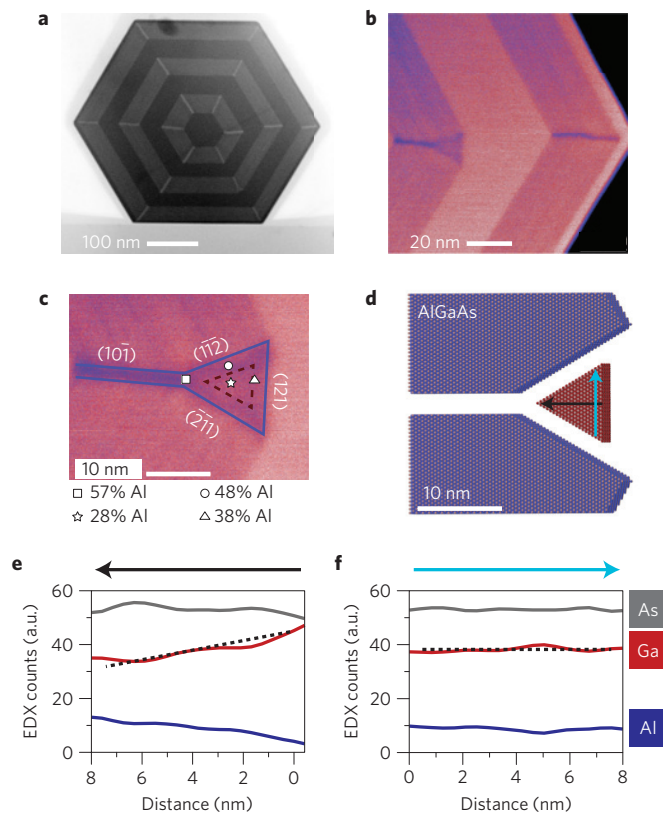 a
100 nm
b
20 nm
c
(101̄)
(1̄1̄2)
(121)
(2̄1̄1)
10 nm
□ 57% Al ○ 48% Al
☆ 28% Al △ 38% Al
d
AlGaAs
10 nm
e
60
40
20
0
EDX counts (a.u.)
8 6 4 2 0
Distance (nm)
f
60
40
20
0
EDX counts (a.u.)
0 2 4 6 8
Distance (nm)
As
Ga
Al